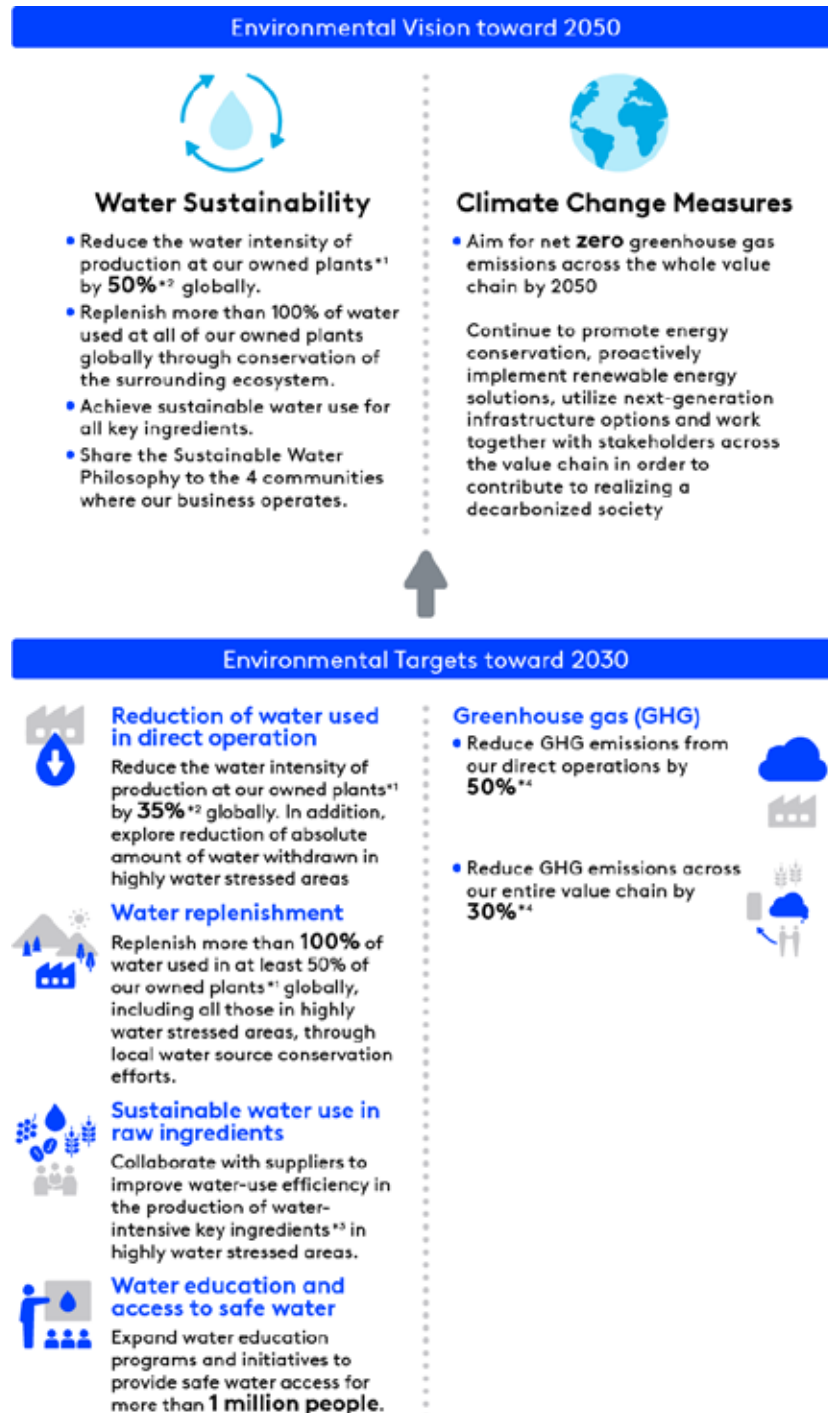 Environmental Vision toward 2050
Water Sustainability
• Reduce the water intensity of
production at our owned plants*1
by 50%*2 globally.
• Replenish more than 100% of water
used at all of our owned plants
globally through conservation of
the surrounding ecosystem.
• Achieve sustainable water use for
all key ingredients.
• Share the Sustainable Water
Philosophy to the 4 communities
where our business operates.
Climate Change Measures
• Aim for net zero greenhouse gas
emissions across the whole value
chain by 2050
Continue to promote energy
conservation, proactively
implement renewable energy
solutions, utilize next-generation
infrastructure options and work
together with stakeholders across
the value chain in order to
contribute to realizing a
decarbonized society
Environmental Targets toward 2030
Reduction of water used
in direct operation
Reduce the water intensity of
production at our owned plants*1
by 35%*2 globally. In addition,
explore reduction of absolute
amount of water withdrawn in
highly water stressed areas
Water replenishment
Replenish more than 100% of
water used in at least 50% of
our owned plants*1 globally,
including all those in highly
water stressed areas, through
local water source conservation
efforts.
Sustainable water use in
raw ingredients
Collaborate with suppliers to
improve water-use efficiency in
the production of water-
intensive key ingredients*3 in
highly water stressed areas.
Water education and
access to safe water
Expand water education
programs and initiatives to
provide safe water access for
more than 1 million people.
Greenhouse gas (GHG)
• Reduce GHG emissions from
our direct operations by
50%*4
• Reduce GHG emissions across
our entire value chain by
30%*4